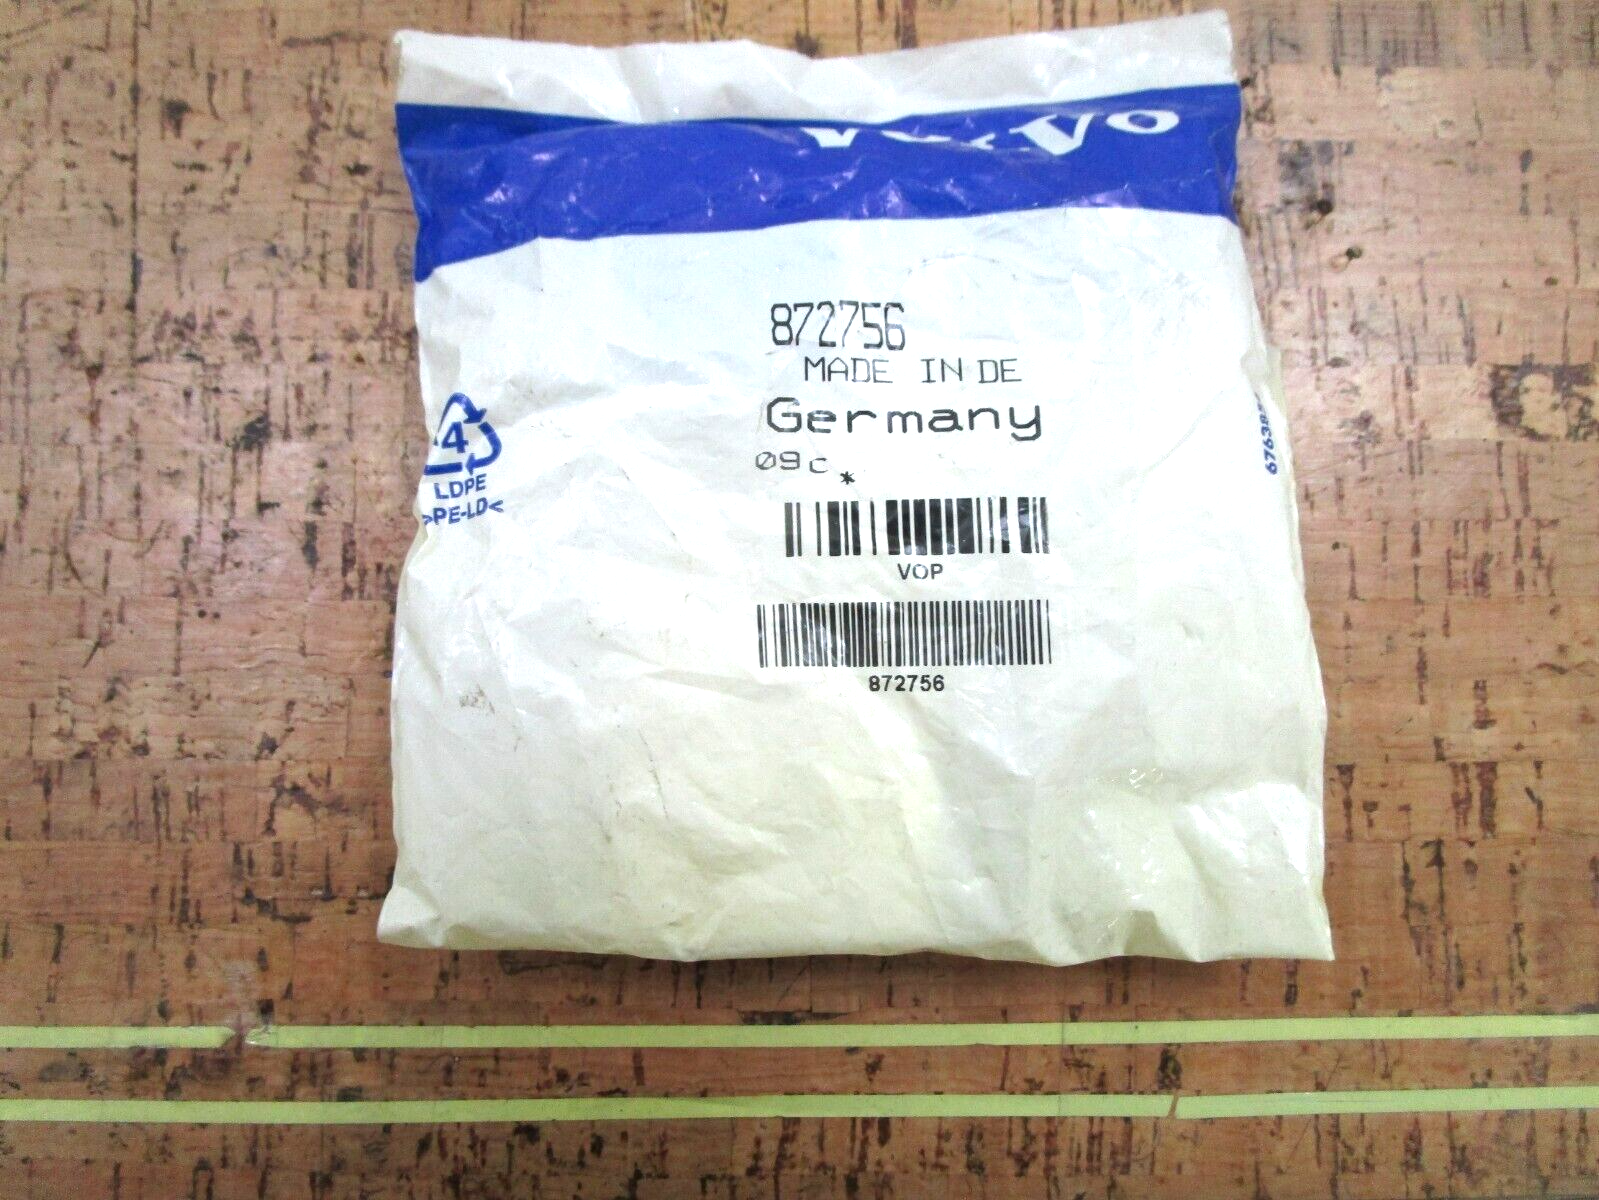 VOLVO
872756
MADE IN DE
Germany
09C
*
4
LDPE
>PE-LD<
VOP
872756